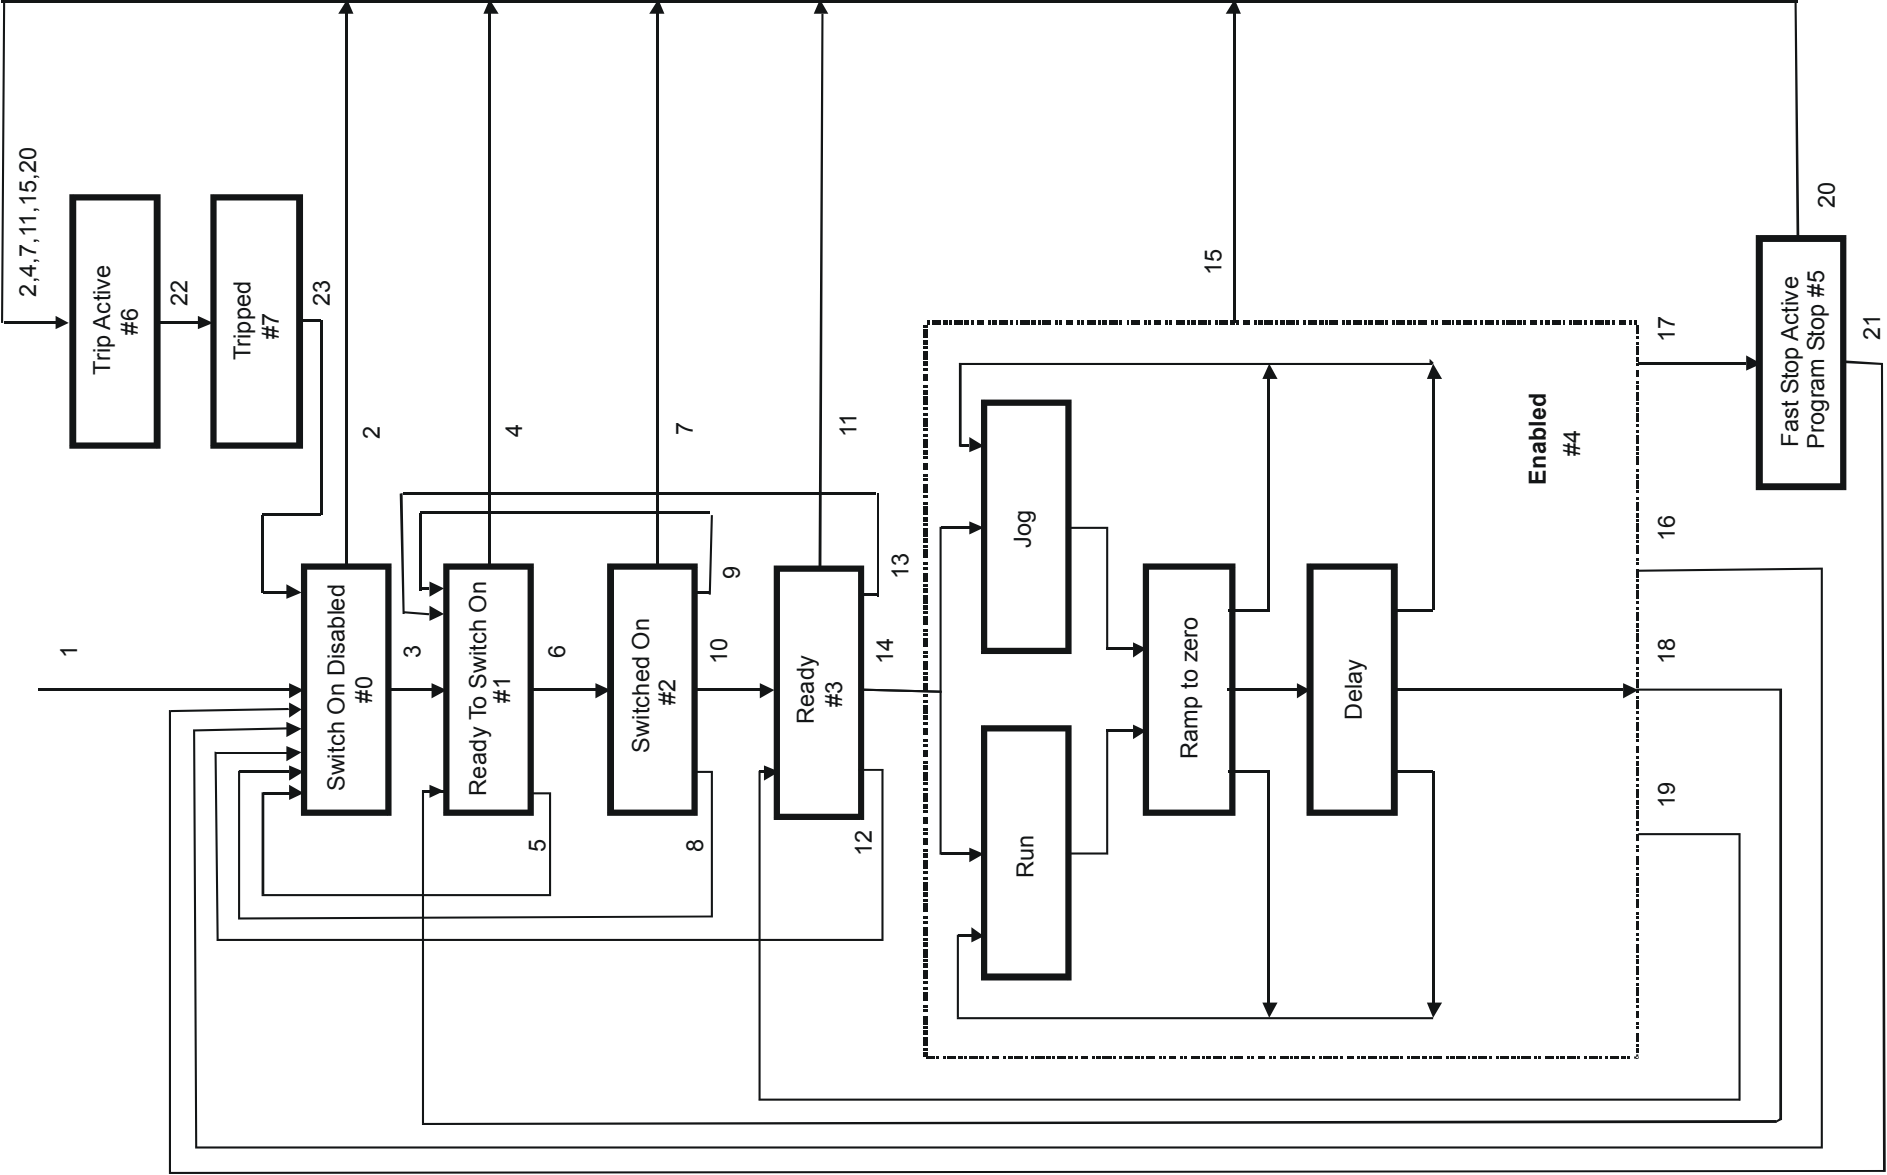 1
2,4,7,11,15,20
Trip Active
#6
22
Tripped
#7
23
Switch On Disabled
#0
2
3
Ready To Switch On
#1
4
5
6
Switched On
#2
7
8
9
10
Ready
#3
11
12
13
14
Run
Jog
Ramp to zero
Delay
Enabled
#4
15
16
17
18
19
Fast Stop Active
Program Stop #5
20
21